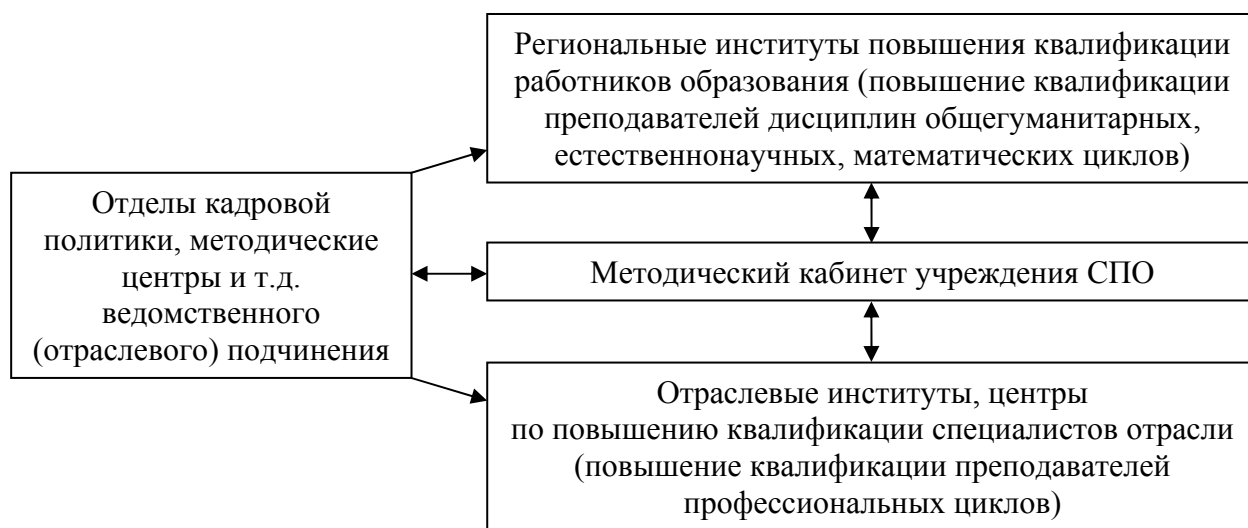 Региональные институты повышения квалификации
работников образования (повышение квалификации
преподавателей дисциплин общегуманитарных,
естественнонаучных, математических циклов)
Отделы кадровой
политики, методические
центры и т.д.
ведомственного
(отраслевого) подчинения
Методический кабинет учреждения СПО
Отраслевые институты, центры
по повышению квалификации специалистов отрасли
(повышение квалификации преподавателей
профессиональных циклов)